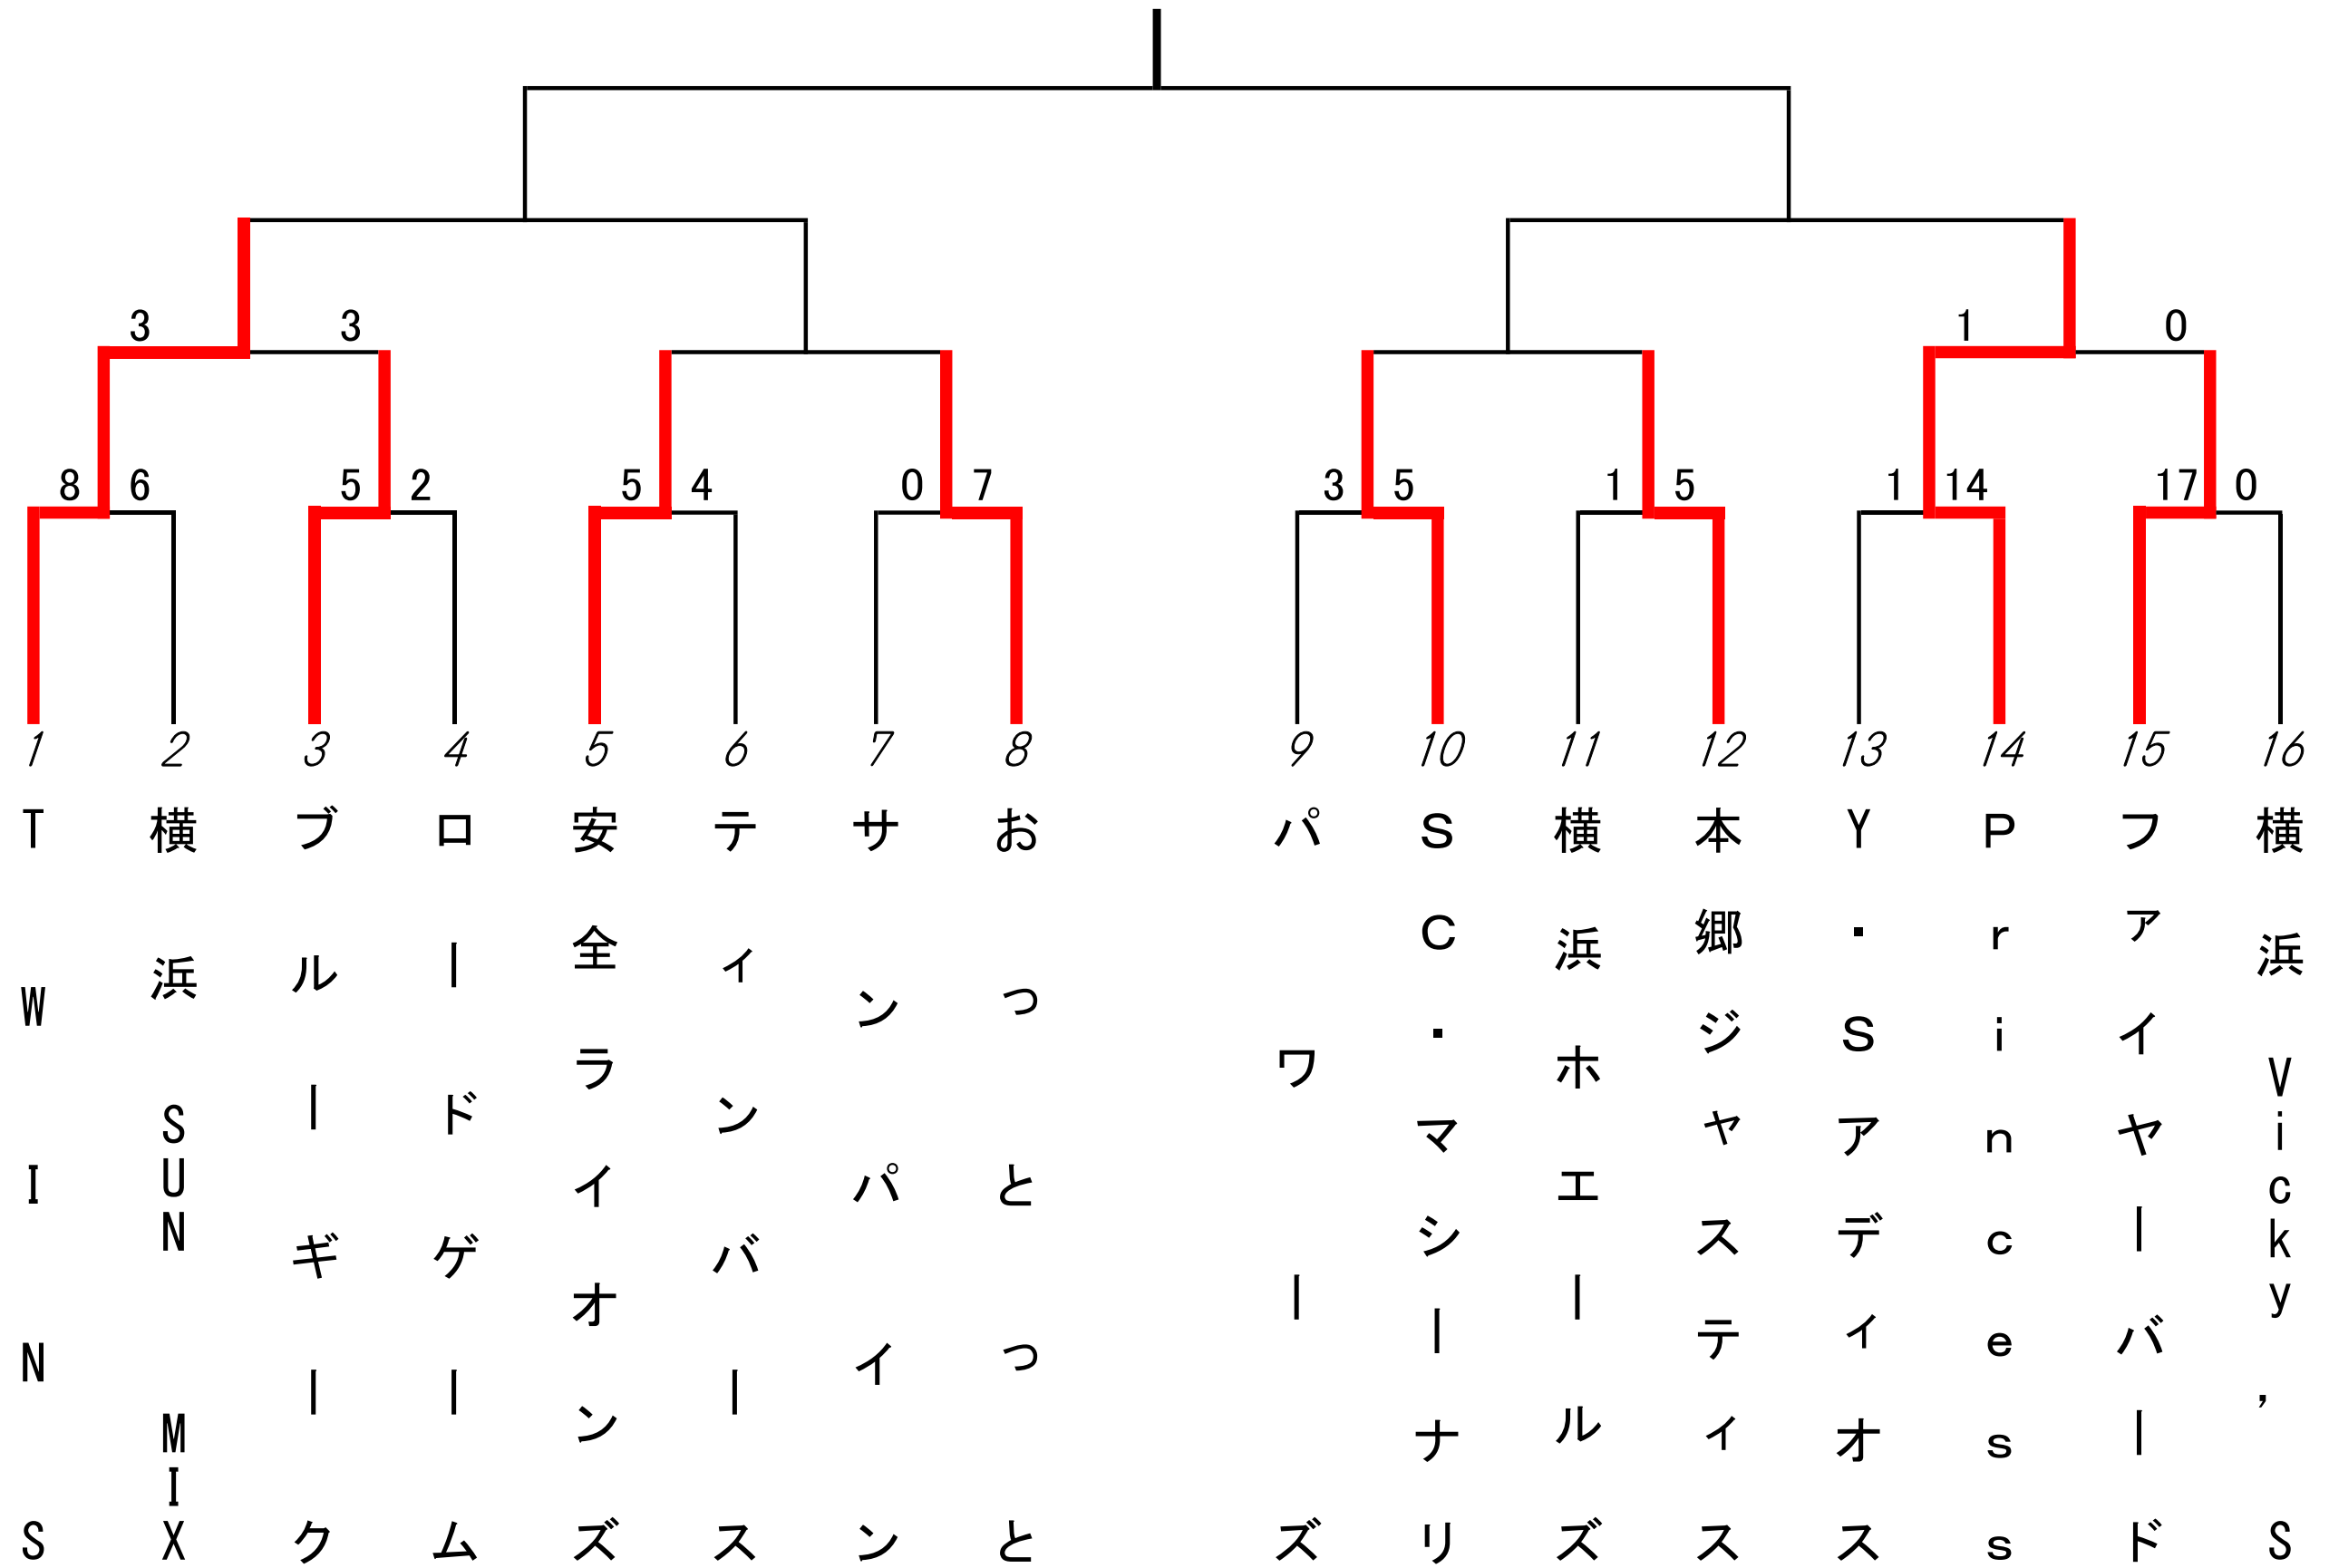 3 3 1 0
8 6 5 2 5 4 0 7 3 5 1 5 1 14 17 0
1 2 3 4 5 6 7 8 9 10 11 12 13 14 15 16
T WINS
横浜 SUN MIX
ブルーギーク
ロードゲーム
安全ライオンズ
ティンバース
サンパイン
おっとっと
パワーズ
SC・マシーナリ
横浜ホエールズ
本郷ジャスティス
Y・Sアディオス
Princess
ファイヤーバード
横浜Vicky’S